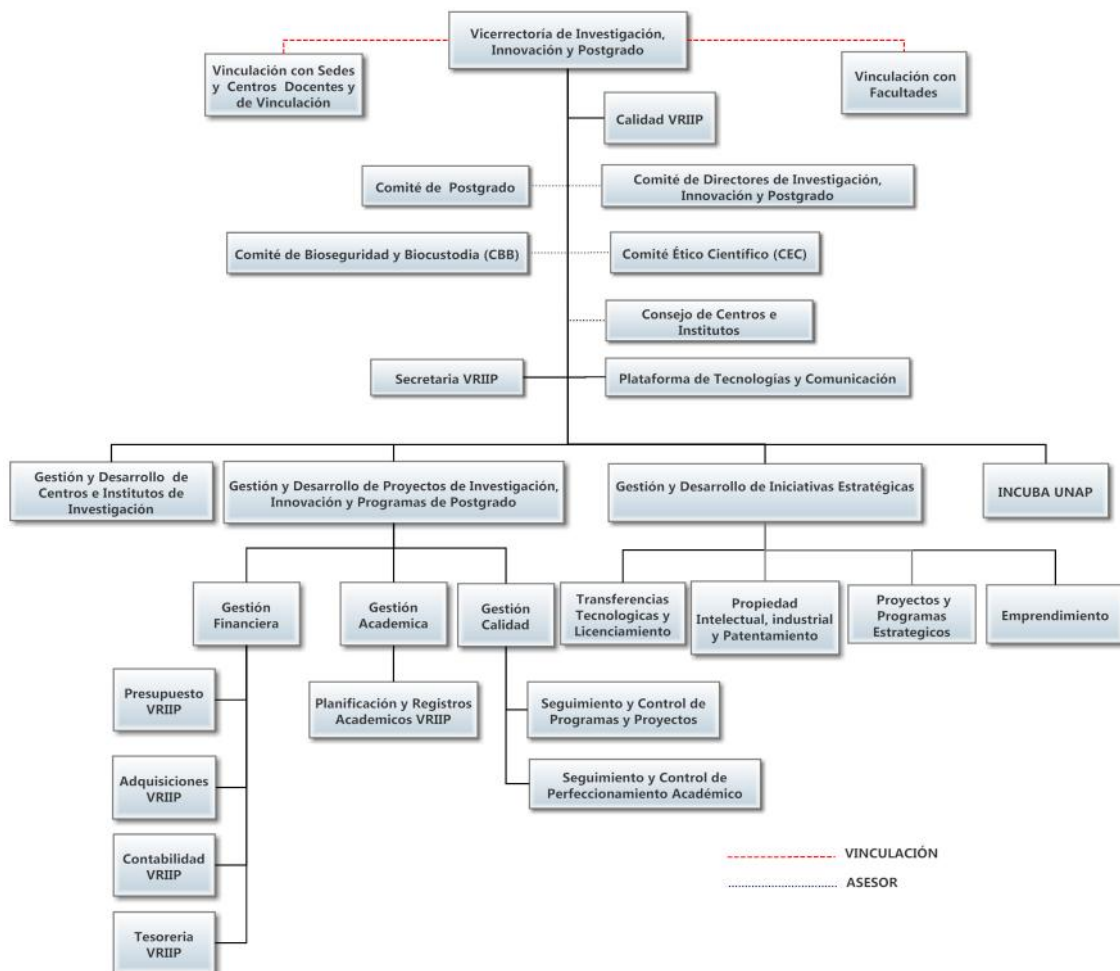 Vicerrectoría de Investigación,
Innovación y Postgrado
Vinculación con Sedes
y Centros Docentes y
de Vinculación
Vinculación con
Facultades
Calidad VRIIP
Comité de Postgrado
Comité de Directores de Investigación,
Innovación y Postgrado
Comité de Bioseguridad y Biocustodia (CBB)
Comité Ético Científico (CEC)
Consejo de Centros e
Institutos
Secretaria VRIIP
Plataforma de Tecnologías y Comunicación
Gestión y Desarrollo de
Centros e Institutos de
Investigación
Gestión y Desarrollo de Proyectos de Investigación,
Innovación y Programas de Postgrado
Gestión y Desarrollo de Iniciativas Estratégicas
INCUBA UNAP
Gestión
Financiera
Gestión
Academica
Gestión
Calidad
Transferencias
Tecnologicas y
Licenciamiento
Propiedad
Intelectual, industrial
y Patentamiento
Proyectos y
Programas
Estrategicos
Emprendimiento
Presupuesto
VRIIP
Planificación y Registros
Academicos VRIIP
Seguimiento y Control de
Programas y Proyectos
Adquisiciones
VRIIP
Seguimiento y Control de
Perfeccionamiento Académico
Contabilidad
VRIIP
Tesoreria
VRIIP
VINCULACIÓN
ASESOR